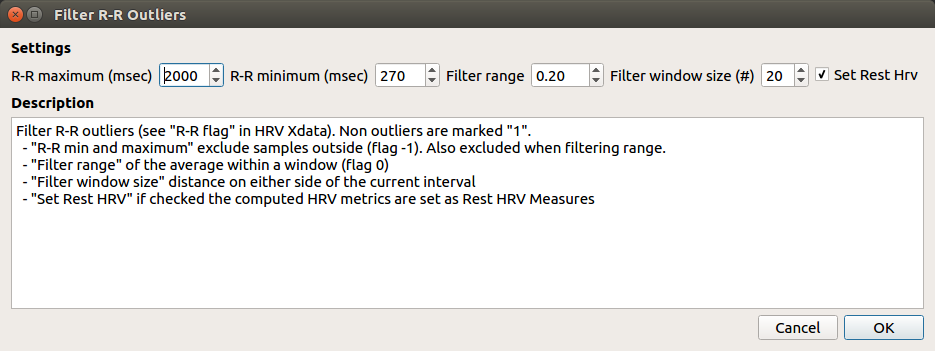 Filter R-R Outliers
Settings
R-R maximum (msec) 2000 R-R minimum (msec) 270 Filter range 0.20 Filter window size (#) 20 Set Rest Hrv
Description
Filter R-R outliers (see "R-R flag" in HRV Xdata). Non outliers are marked "1".
- "R-R min and maximum" exclude samples outside (flag -1). Also excluded when filtering range.
- "Filter range" of the average within a window (flag 0)
- "Filter window size" distance on either side of the current interval
- "Set Rest HRV" if checked the computed HRV metrics are set as Rest HRV Measures
Cancel OK